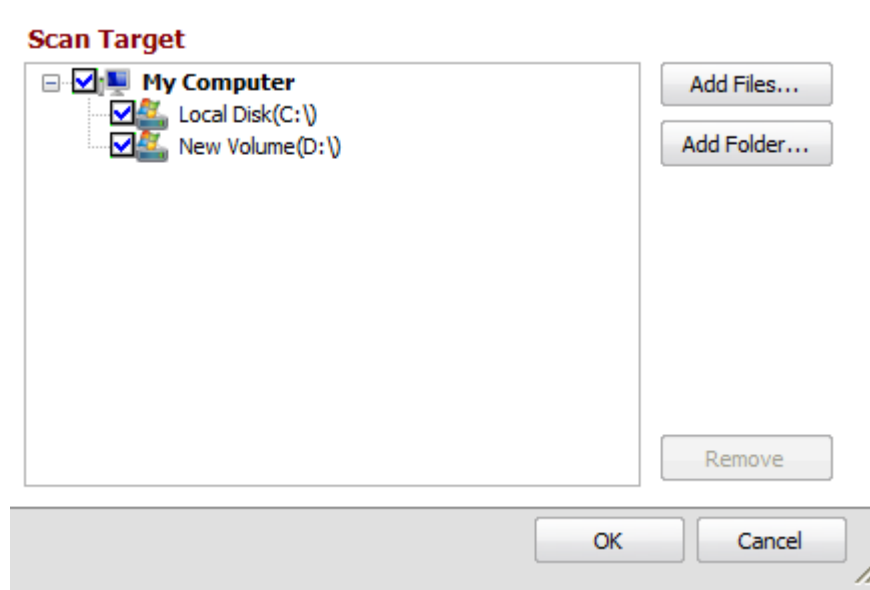 Scan Target
My Computer
Local Disk(C:\)
New Volume(D:\)
Add Files...
Add Folder...
Remove
OK
Cancel